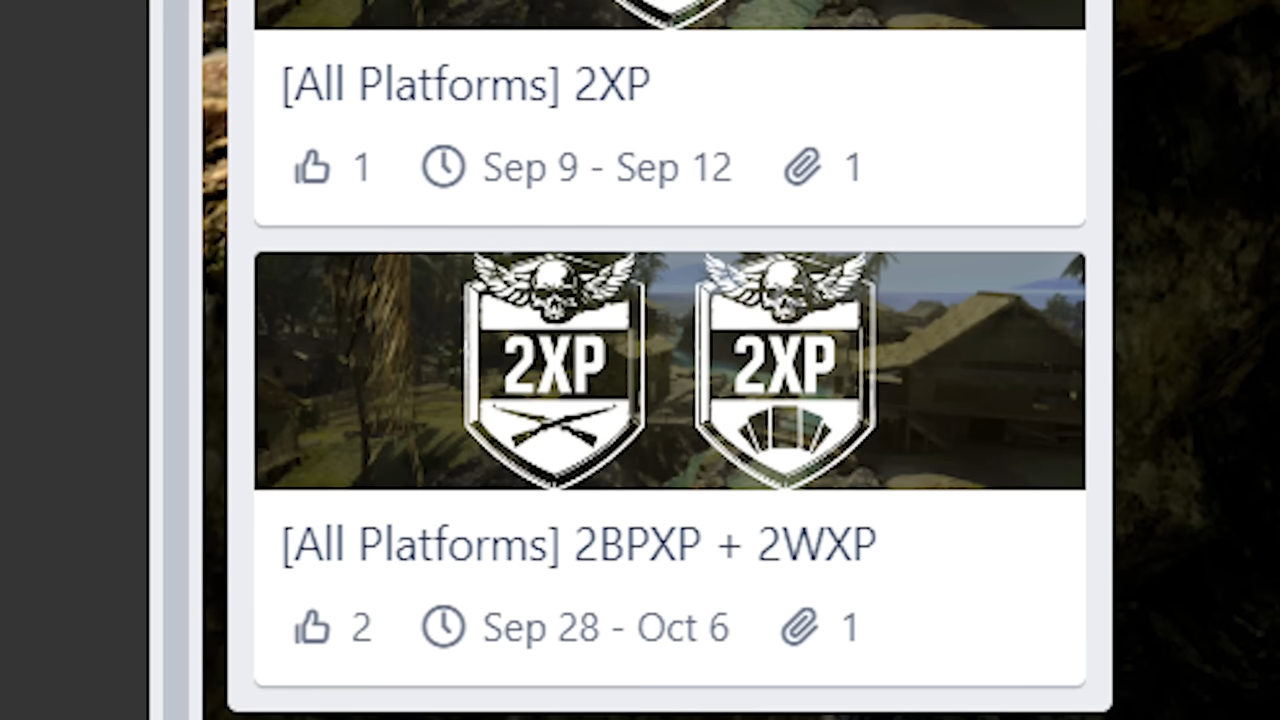 [All Platforms] 2XP
1 Sep 9 - Sep 12 1
2XP 2XP
[All Platforms] 2BPXP + 2WXP
2 Sep 28 - Oct 6 1